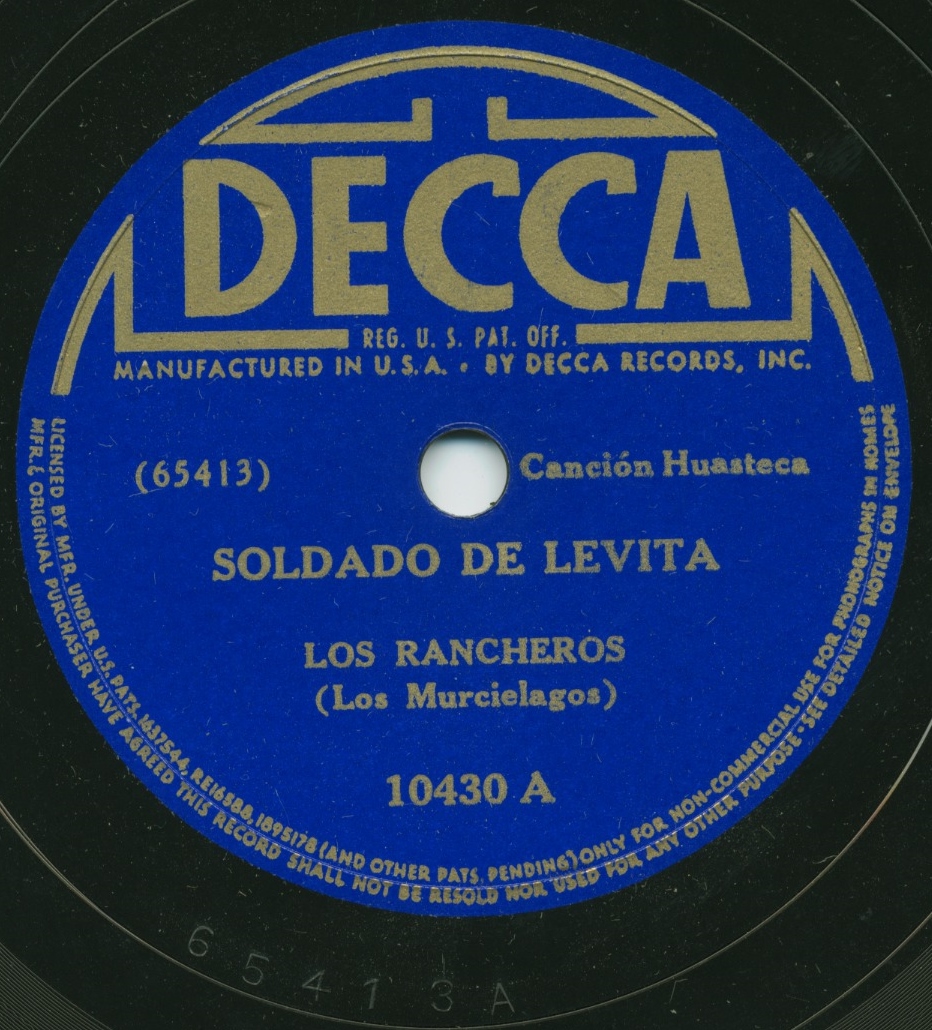 DECCA
REG. U. S. PAT. OFF.
MANUFACTURED IN U.S.A. • BY DECCA RECORDS, INC.
(65413)
Canción Huasteca
SOLDADO DE LEVITA
LOS RANCHEROS
(Los Murcielagos)
10430 A
LICENSED BY MFR. UNDER U.S. PATS. 1637544, RE16588, 1895178 (AND OTHER PATS. PENDING) ONLY FOR NON-COMMERCIAL USE FOR PHONOGRAPHS IN HOMES
MFR. & ORIGINAL PURCHASER HAVE AGREED THIS RECORD SHALL NOT BE RESOLD NOR USED FOR ANY OTHER PURPOSE • SEE DETAILED NOTICE ON ENVELOPE
65413A